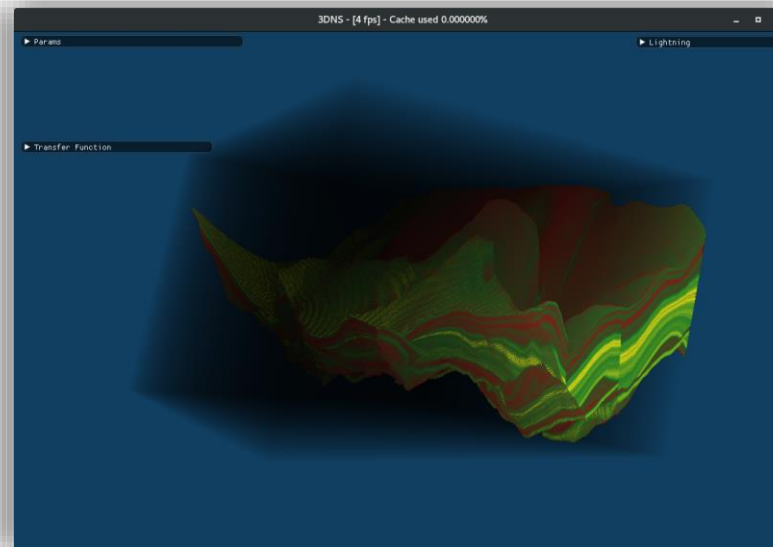 3DNS - [4 fps] - Cache used 0.000000%
Params
Lightning
Transfer Function